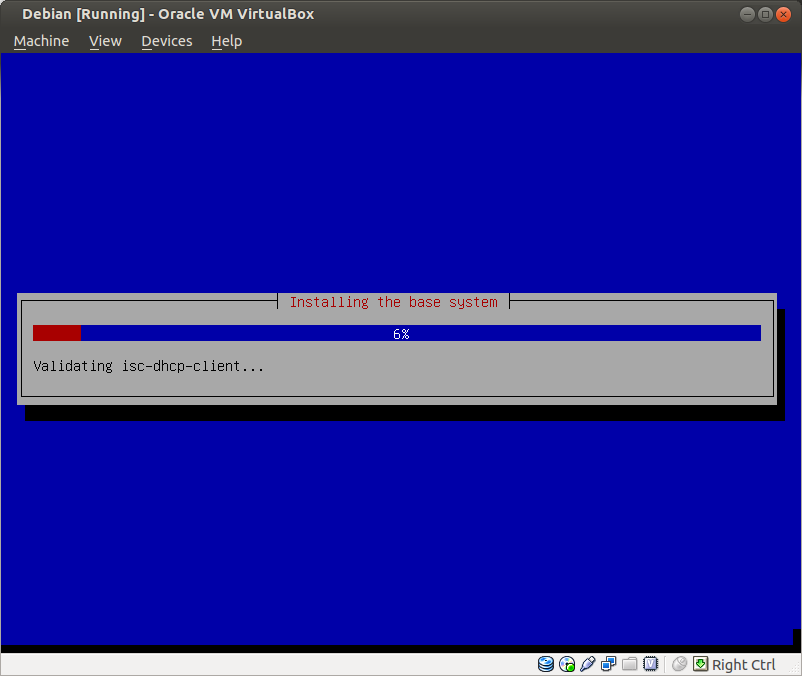 Debian [Running] - Oracle VM VirtualBox
Machine View Devices Help
Installing the base system
6%
Validating isc-dhcp-client...
Right Ctrl